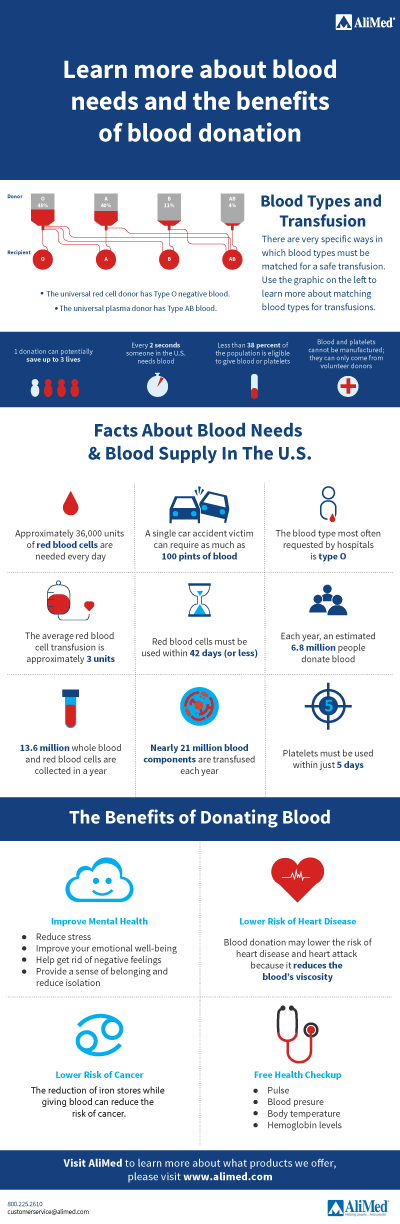 AliMed®
Learn more about blood
needs and the benefits
of blood donation
Donor
O
45%
A
40%
B
11%
AB
4%
Recipient
O
A
B
AB
• The universal red cell donor has Type O negative blood.
• The universal plasma donor has Type AB blood.
Blood Types and
Transfusion
There are very specific ways in
which blood types must be
matched for a safe transfusion.
Use the graphic on the left to
learn more about matching
blood types for transfusions.
1 donation can potentially
save up to 3 lives
Every 2 seconds
someone in the U.S.
needs blood
Less than 38 percent of
the population is eligible
to give blood or platelets
Blood and platelets
cannot be manufactured;
they can only come from
volunteer donors
Facts About Blood Needs
& Blood Supply In The U.S.
Approximately 36,000 units
of red blood cells are
needed every day
A single car accident victim
can require as much as
100 pints of blood
The blood type most often
requested by hospitals
is type O
The average red blood
cell transfusion is
approximately 3 units
Red blood cells must be
used within 42 days (or less)
Each year, an estimated
6.8 million people
donate blood
13.6 million whole blood
and red blood cells are
collected in a year
Nearly 21 million blood
components are transfused
each year
5
Platelets must be used
within just 5 days
The Benefits of Donating Blood
Improve Mental Health
• Reduce stress
• Improve your emotional well-being
• Help get rid of negative feelings
• Provide a sense of belonging and
reduce isolation
Lower Risk of Heart Disease
Blood donation may lower the risk of
heart disease and heart attack
because it reduces the
blood's viscosity
Lower Risk of Cancer
The reduction of iron stores while
giving blood can reduce the
risk of cancer.
Free Health Checkup
• Pulse
• Blood presure
• Body temperature
• Hemoglobin levels
Visit AliMed to learn more about what products we offer,
please visit www.alimed.com
800.225.2610
customerservice@alimed.com
AliMed®